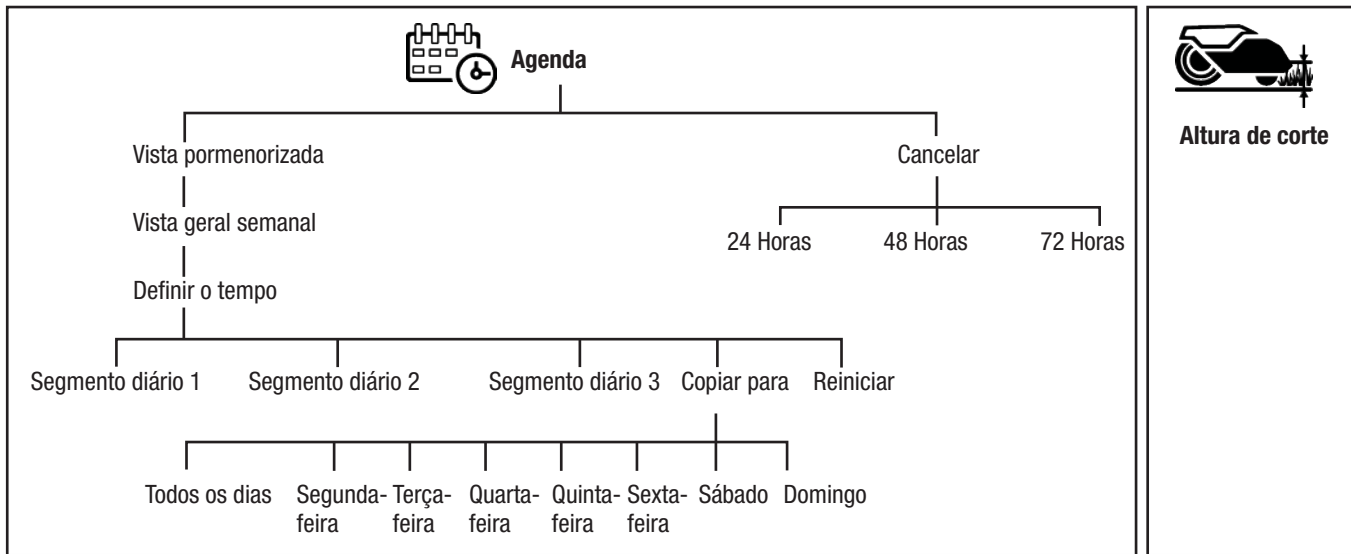 Agenda
Altura de corte
Vista pormenorizada
Cancelar
Vista geral semanal
24 Horas
48 Horas
72 Horas
Definir o tempo
Segmento diário 1
Segmento diário 2
Segmento diário 3
Copiar para
Reiniciar
Todos os dias
Segunda-
feira
Terça-
feira
Quarta-
feira
Quinta-
feira
Sexta-
feira
Sábado
Domingo